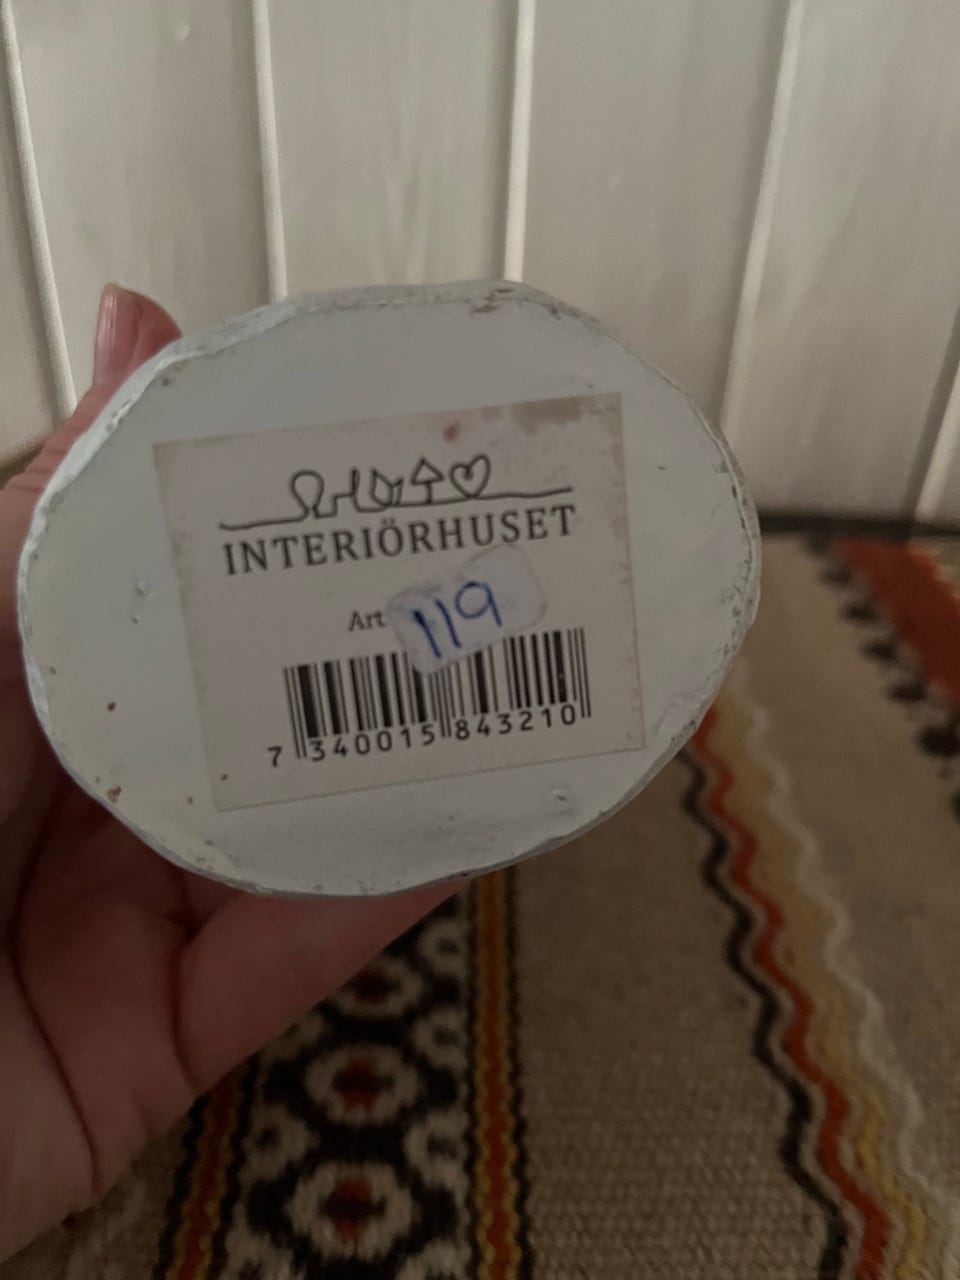 INTERIÖRHUSET
Art
119
7 340015 843210